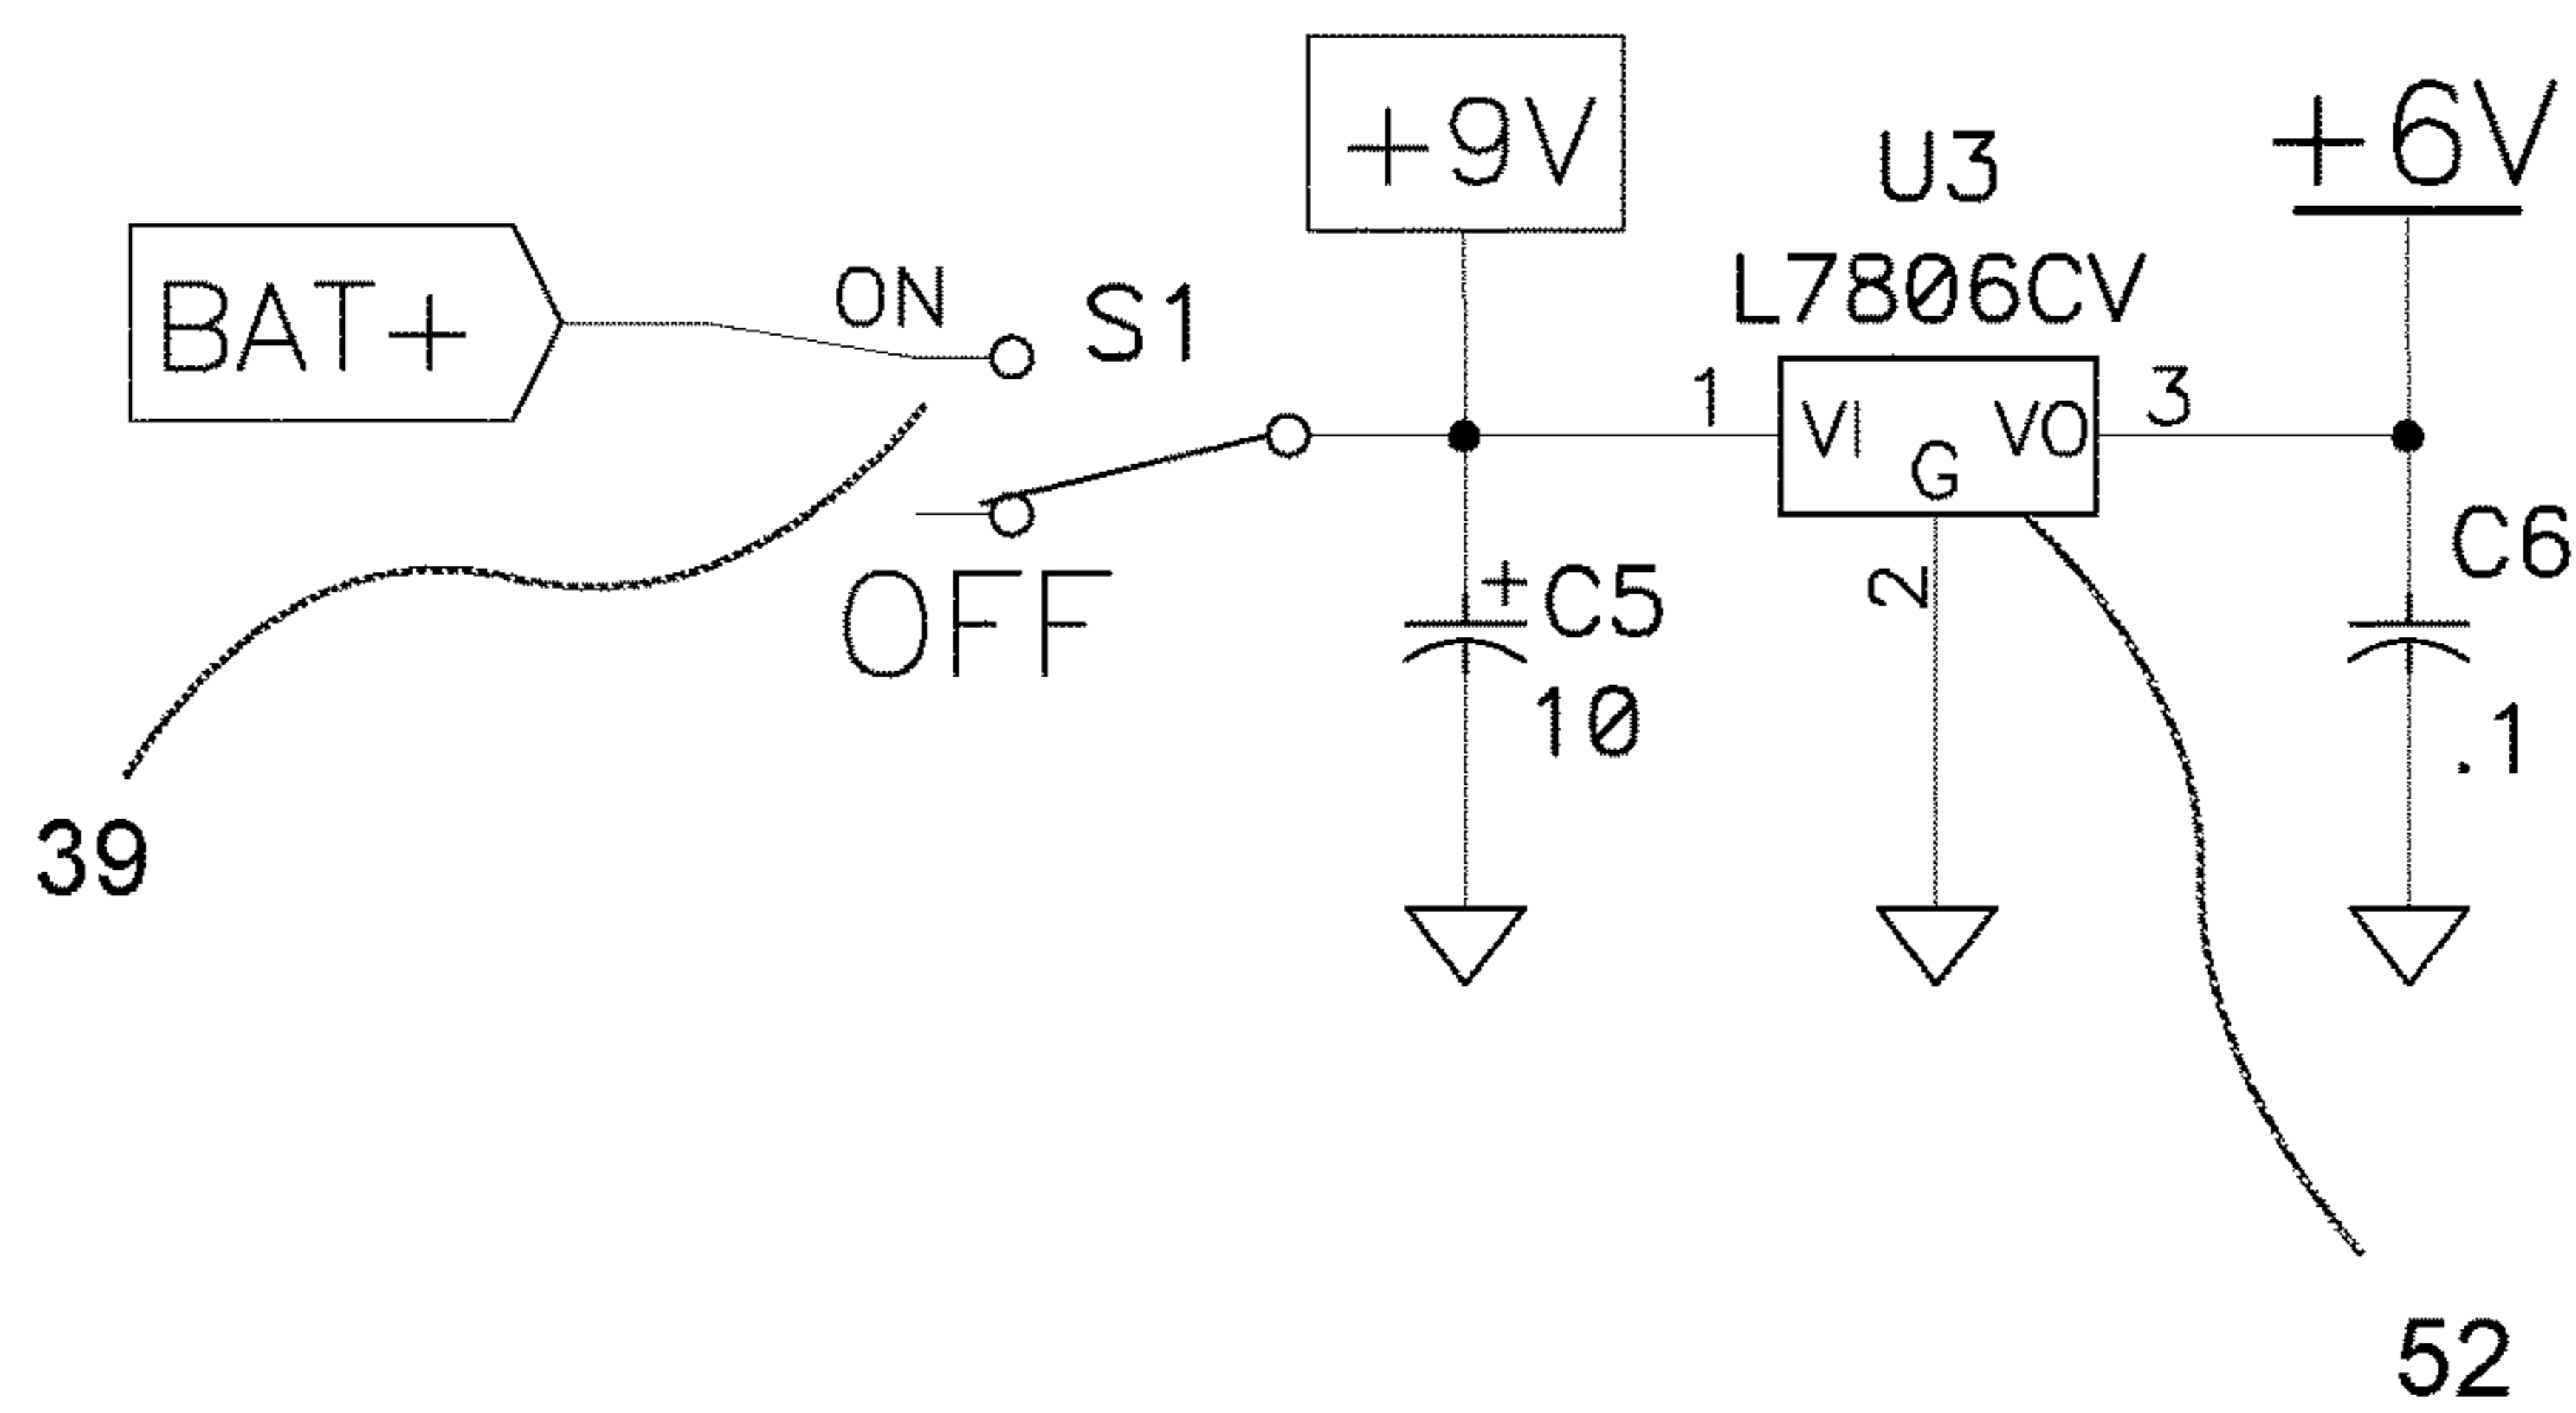 +9V
+6V
U3
L7806CV
BAT+
ON
S1
1
VI
G
VO
3
OFF
2
+
C5
10
C6
.1
39
52